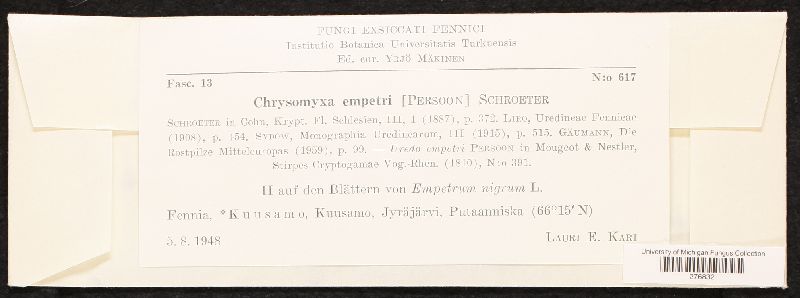 FUNGI EXSICCATI FENNICI
Institutio Botanica Universitatis Turkuensis
Ed. cur. YRJÖ MÄKINEN
Fasc. 13 N:o 617
Chrysomyxa empetri [PERSOON] SCHROETER
SCHROETER in Cohn, Krypt. Fl. Schlesien, III, 1 (1887), p. 372. LIRO, Uredineae Fennicae
(1908), p. 454. SYDOW, Monographia Uredinearum, III (1915), p. 515. GÄUMANN, Die
Rostpilze Mitteleuropas (1959), p. 99. — Uredo empetri PERSOON in Mougeot & Nestler,
Stirpes Cryptogamae Vog.-Rhen. (1810), N:o 391.
II auf den Blättern von Empetrum nigrum L.
Fennia, *Kuusamo, Kuusamo, Jyräjärvi, Putaanniska (66°15′ N)
5. 8. 1948 LAURI E. KARI
University of Michigan Fungus Collection
376832